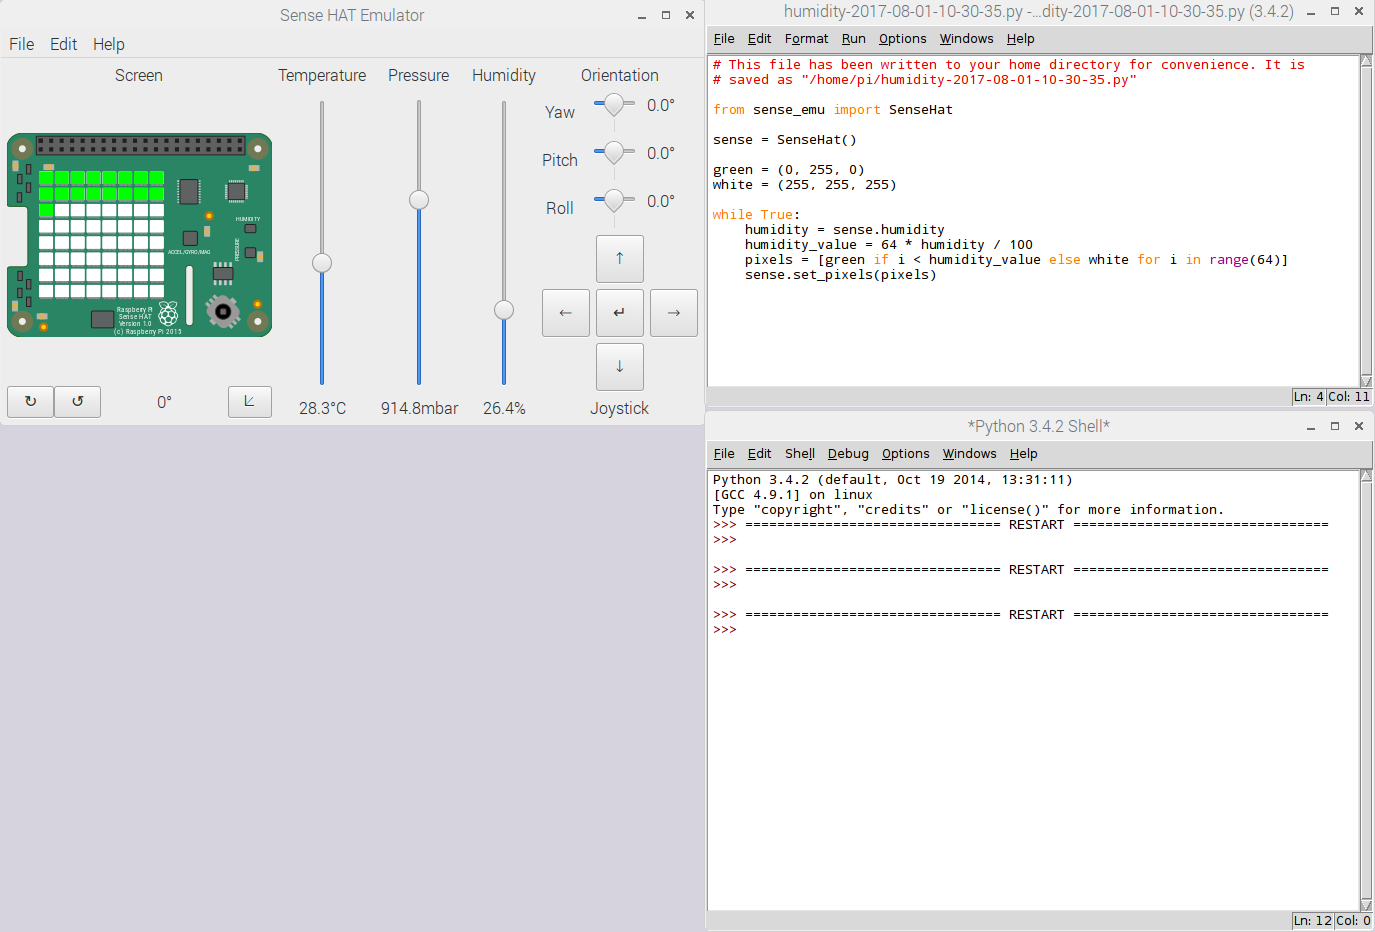 Sense HAT Emulator
File Edit Help
Screen
Temperature
Pressure
Humidity
Orientation
Yaw
0.0°
Pitch
0.0°
Roll
0.0°
HUMIDITY
PRESSURE
ACCEL/GYRO/MAG
Raspberry Pi
Sense HAT
Version 1.0
(c) Raspberry Pi 2015
↑
← ↵ →
↓
↻ ↺ 0°
28.3°C
914.8mbar
26.4%
Joystick
humidity-2017-08-01-10-30-35.py -...dity-2017-08-01-10-30-35.py (3.4.2)
File Edit Format Run Options Windows Help
# This file has been written to your home directory for convenience. It is
# saved as "/home/pi/humidity-2017-08-01-10-30-35.py"
from sense_emu import SenseHat
sense = SenseHat()
green = (0, 255, 0)
white = (255, 255, 255)
while True:
    humidity = sense.humidity
    humidity_value = 64 * humidity / 100
    pixels = [green if i < humidity_value else white for i in range(64)]
    sense.set_pixels(pixels)
Ln: 4 Col: 11
*Python 3.4.2 Shell*
File Edit Shell Debug Options Windows Help
Python 3.4.2 (default, Oct 19 2014, 13:31:11)
[GCC 4.9.1] on linux
Type "copyright", "credits" or "license()" for more information.
>>> ================================ RESTART ================================
>>>
>>> ================================ RESTART ================================
>>>
>>> ================================ RESTART ================================
>>>
Ln: 12 Col: 0